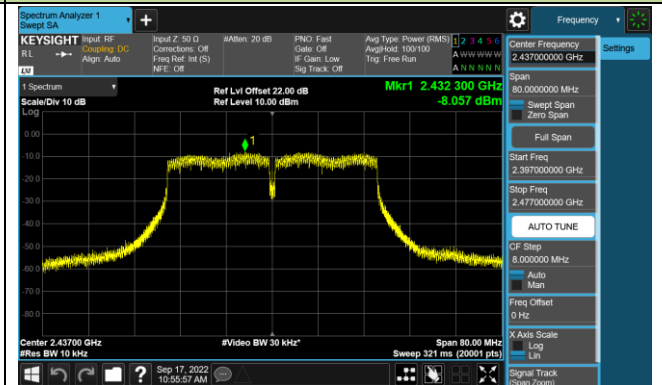 Spectrum Analyzer 1
Swept SA
+
Frequency
KEYSIGHT
Input: RF
Coupling: DC
Align: Auto
Input Z: 50 Ω
Corrections: Off
Freq Ref: Int (S)
NFE: Off
#Atten: 20 dB
PNO: Fast
Gate: Off
IF Gain: Low
Sig Track: Off
Avg Type: Power (RMS)
Avg|Hold: 100/100
Trig: Free Run
1 2 3 4 5 6
A W W W W W
A N N N N N
RL
LXI
1 Spectrum
Scale/Div 10 dB
Log
Ref Lvl Offset 22.00 dB
Ref Level 10.00 dBm
Mkr1 2.432 300 GHz
-8.057 dBm
1
0.00
-10.0
-20.0
-30.0
-40.0
-50.0
-60.0
-70.0
-80.0
Center 2.43700 GHz
#Res BW 10 kHz
#Video BW 30 kHz*
Span 80.00 MHz
Sweep 321 ms (20001 pts)
Center Frequency
2.437000000 GHz
Settings
Span
80.0000000 MHz
Swept Span
Zero Span
Full Span
Start Freq
2.397000000 GHz
Stop Freq
2.477000000 GHz
AUTO TUNE
CF Step
8.000000 MHz
Auto
Man
Freq Offset
0 Hz
X Axis Scale
Log
Lin
Signal Track
(Span Zoom)
?
Sep 17, 2022
10:55:57 AM